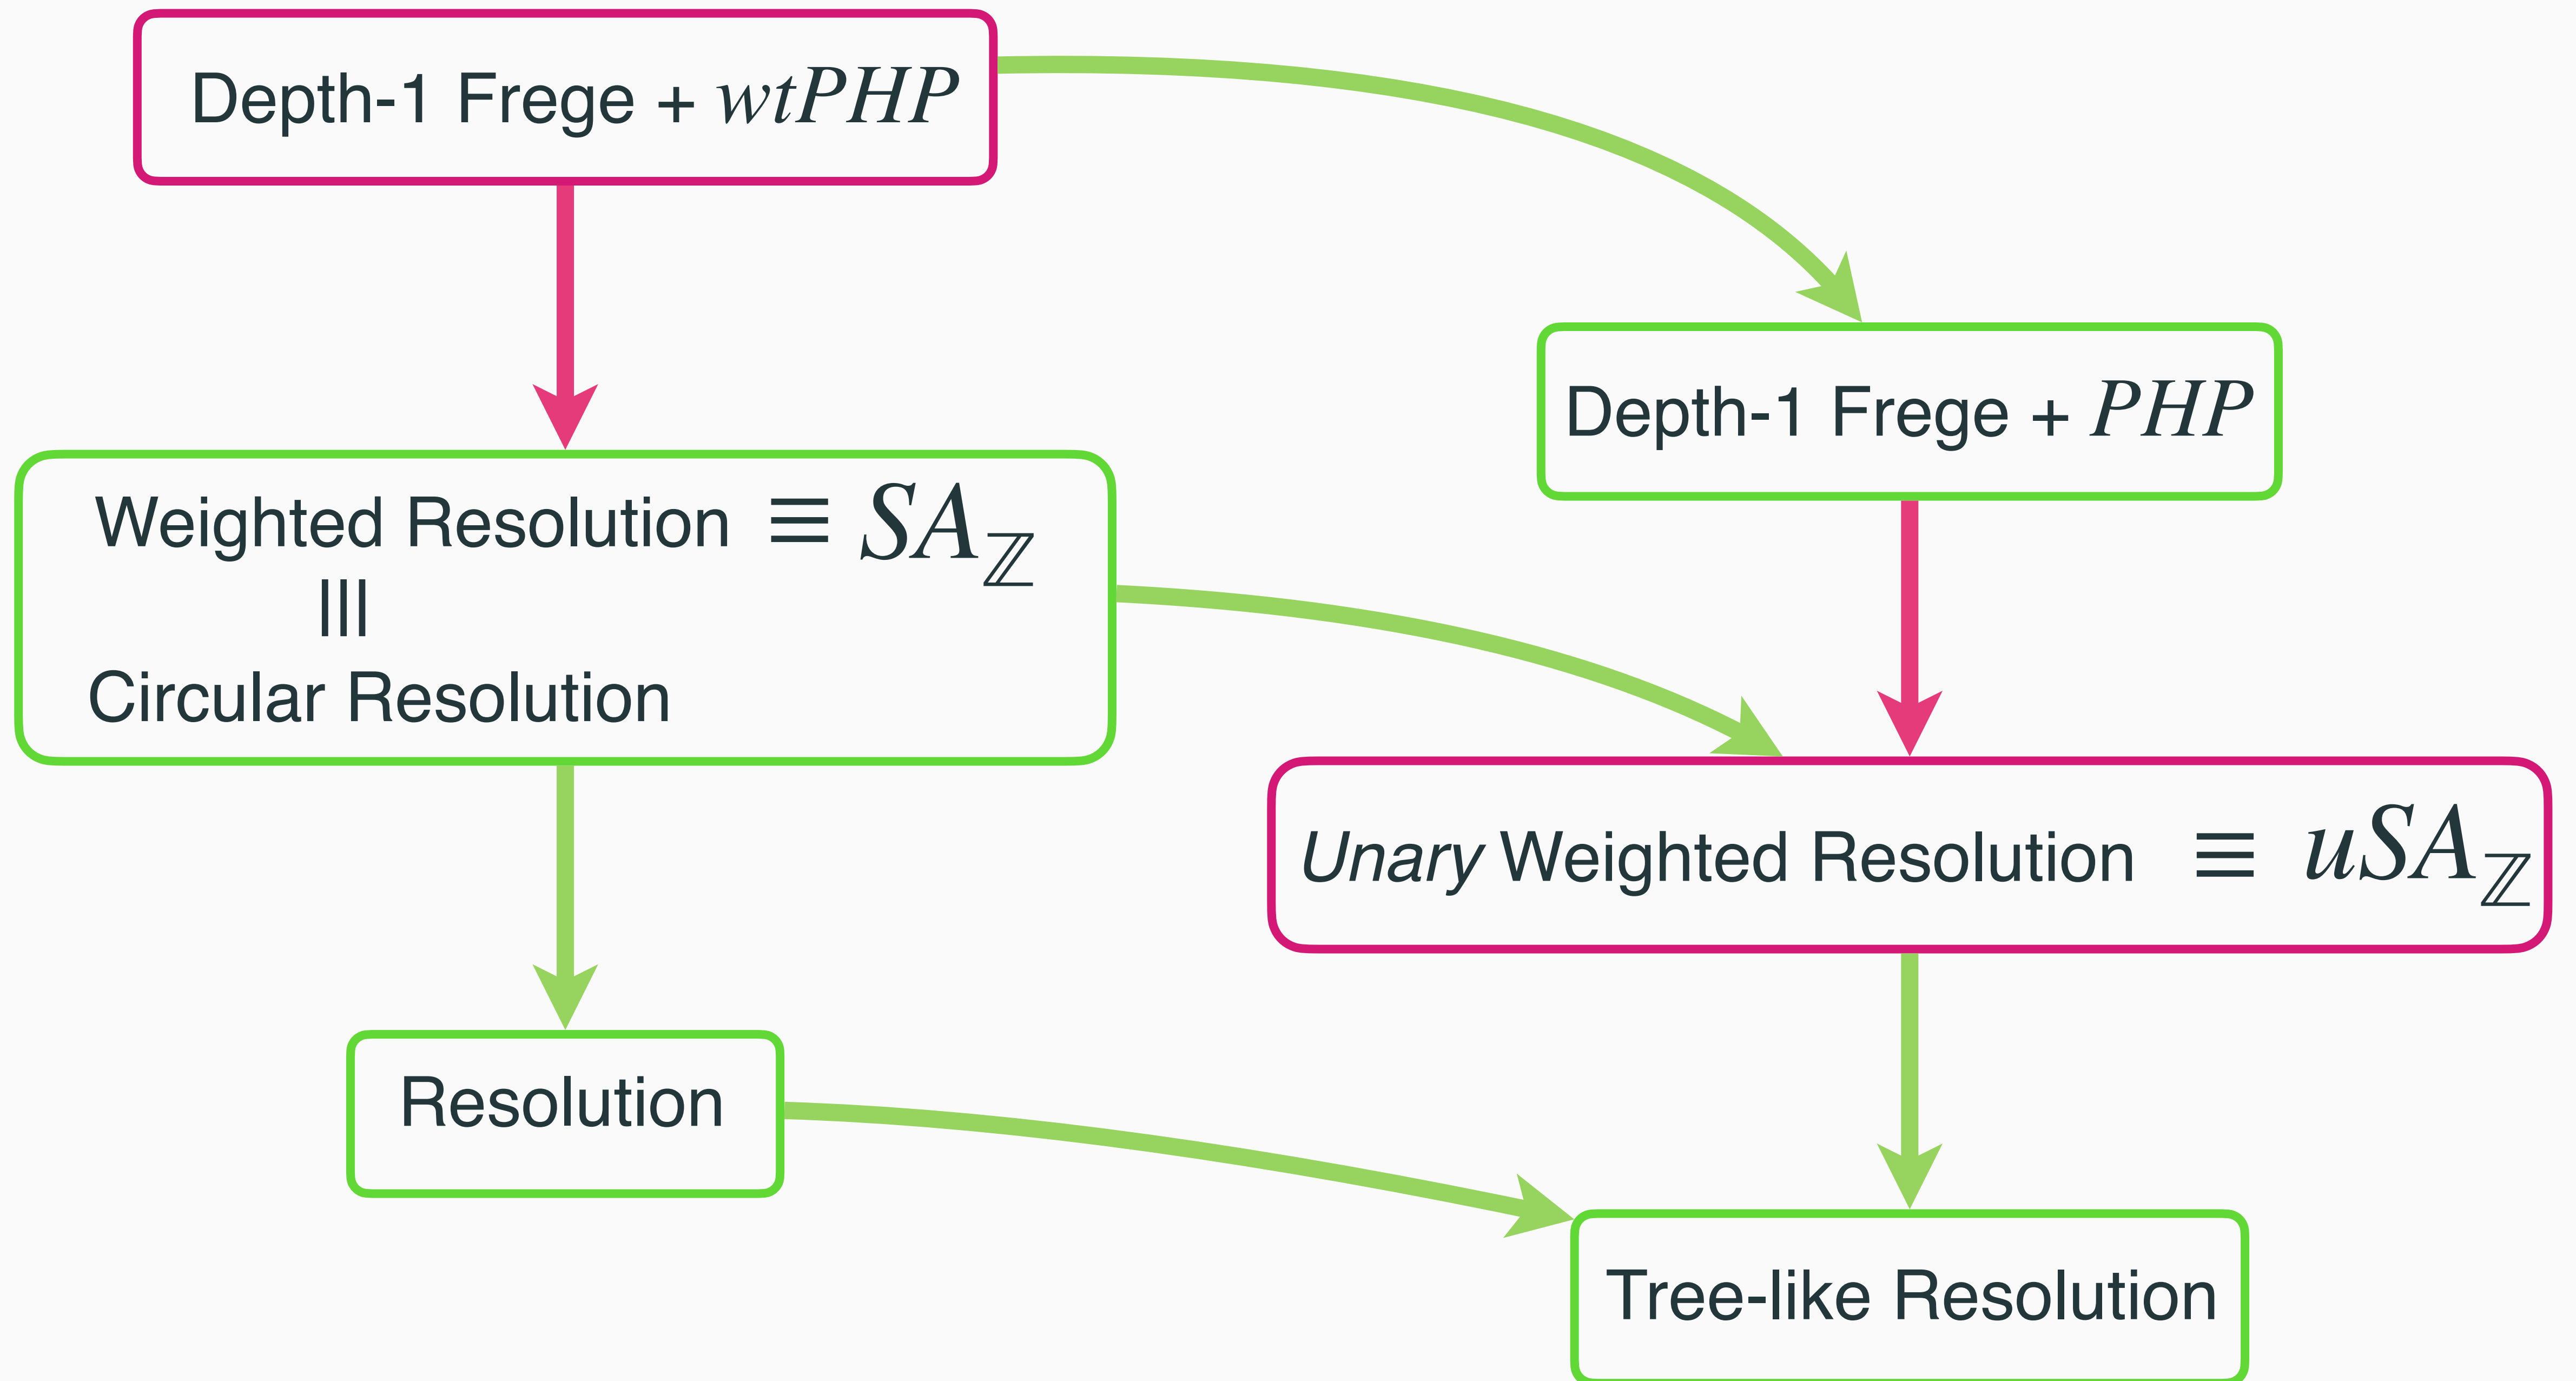 Depth-1 Frege + wtPHP
Depth-1 Frege + PHP
Weighted Resolution ≡ SA_ℤ
|||
Circular Resolution
Unary Weighted Resolution ≡ uSA_ℤ
Resolution
Tree-like Resolution